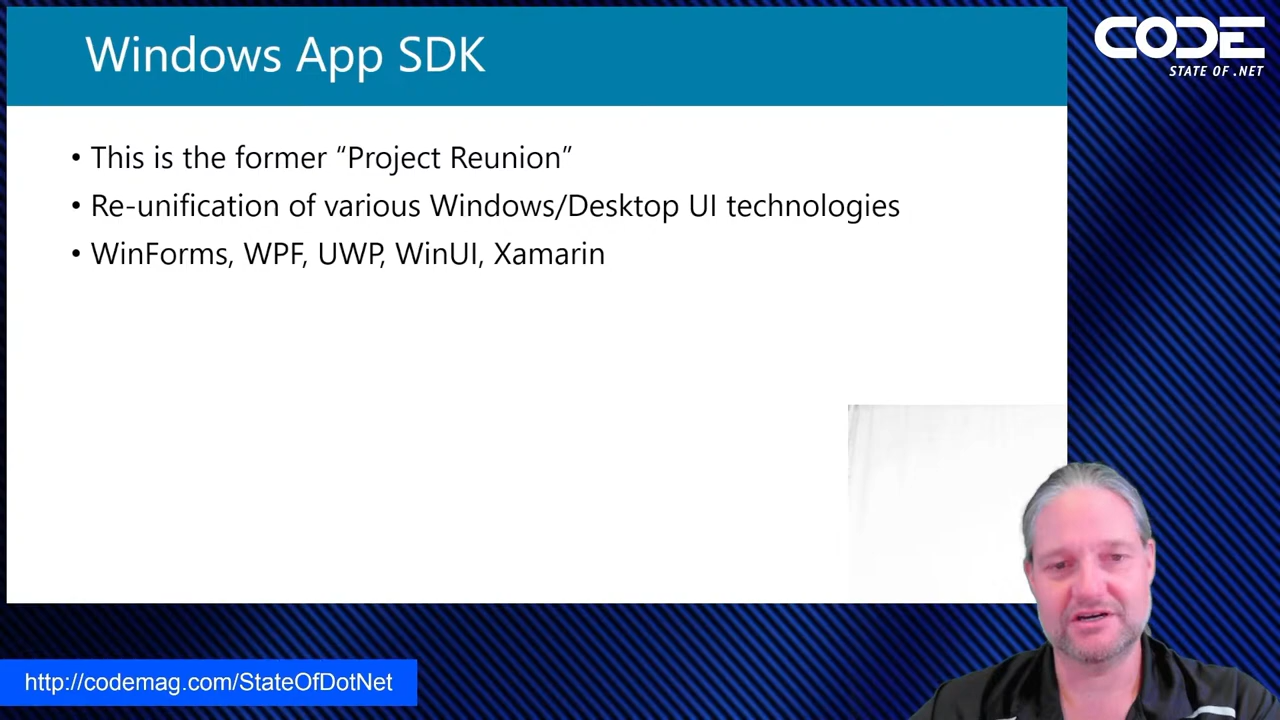 Windows App SDK
CODE
STATE OF .NET
• This is the former “Project Reunion”
• Re-unification of various Windows/Desktop UI technologies
• WinForms, WPF, UWP, WinUI, Xamarin
http://codemag.com/StateOfDotNet